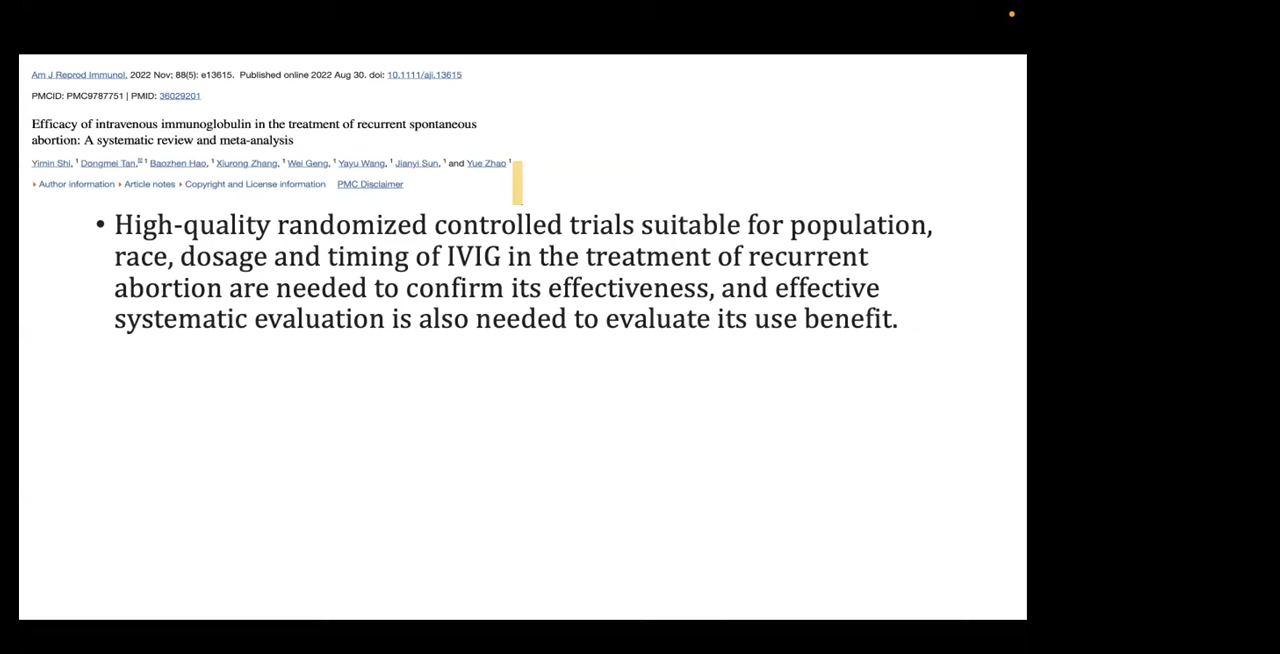 Am J Reprod Immunol. 2022 Nov; 88(5): e13615. Published online 2022 Aug 30. doi: 10.1111/aji.13615
PMCID: PMC9787751 | PMID: 36029201
Efficacy of intravenous immunoglobulin in the treatment of recurrent spontaneous
abortion: A systematic review and meta-analysis
Yimin Shi, 1 Dongmei Tan, 1 Baozhen Hao, 1 Xiurong Zhang, 1 Wei Geng, 1 Yayu Wang, 1 Jianyi Sun, 1 and Yue Zhao 1
Author information Article notes Copyright and License information PMC Disclaimer
• High-quality randomized controlled trials suitable for population,
race, dosage and timing of IVIG in the treatment of recurrent
abortion are needed to confirm its effectiveness, and effective
systematic evaluation is also needed to evaluate its use benefit.